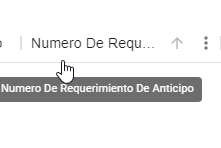 o Numero De Requ...
Numero De Requerimiento De Anticipo